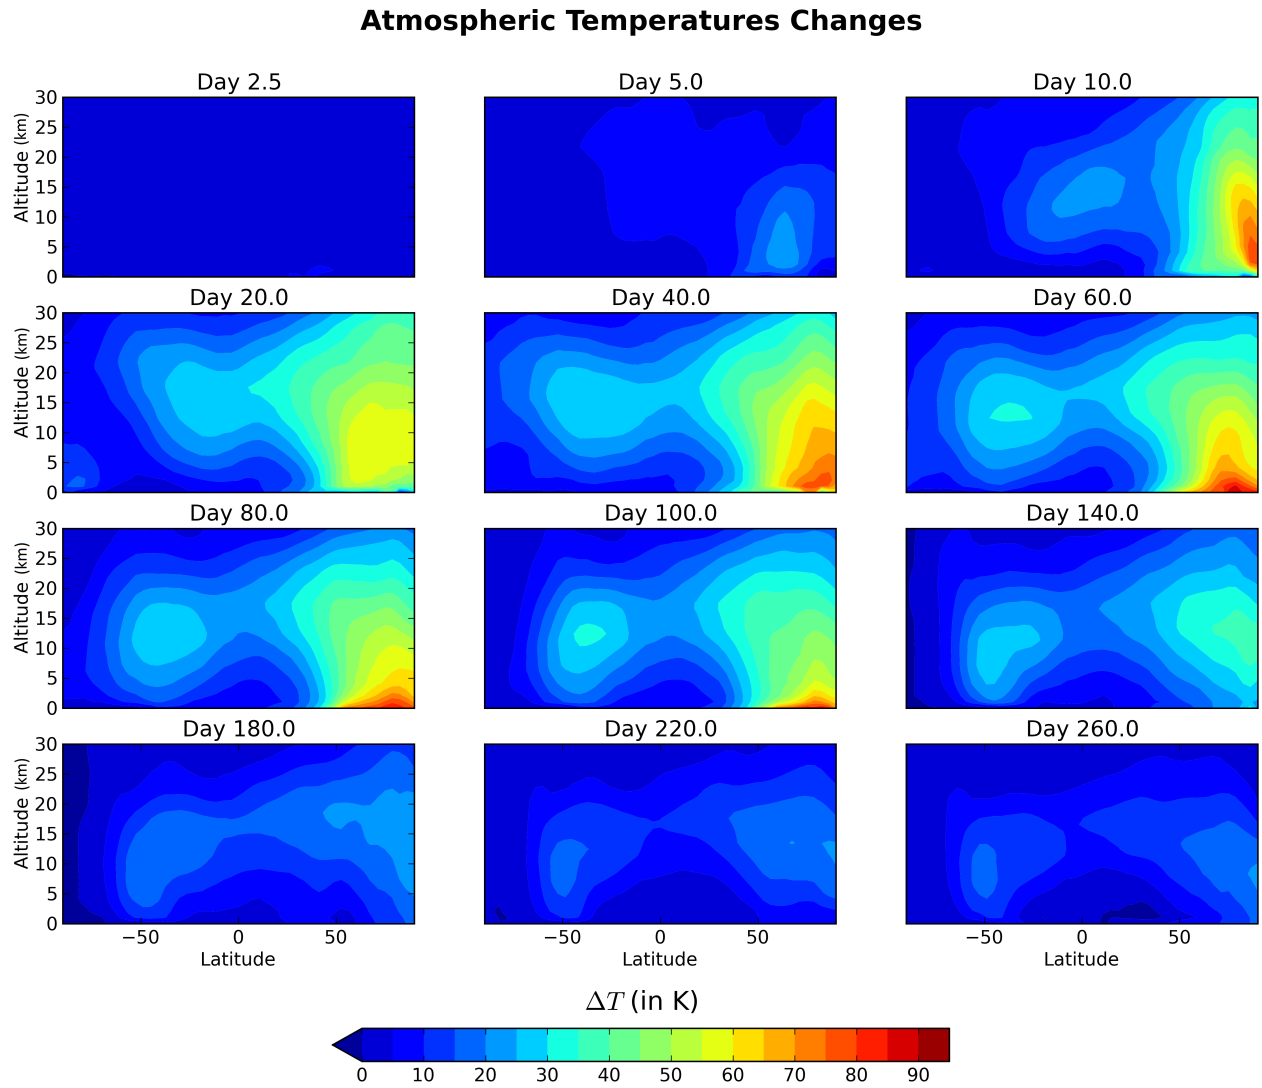 Atmospheric Temperatures Changes
Day 2.5
Day 5.0
Day 10.0
Altitude (km)
30
25
20
15
10
5
0
Day 20.0
Day 40.0
Day 60.0
Altitude (km)
30
25
20
15
10
5
0
Day 80.0
Day 100.0
Day 140.0
Altitude (km)
30
25
20
15
10
5
0
Day 180.0
Day 220.0
Day 260.0
Altitude (km)
30
25
20
15
10
5
0
−50 0 50
−50 0 50
−50 0 50
Latitude
Latitude
Latitude
ΔT (in K)
0 10 20 30 40 50 60 70 80 90